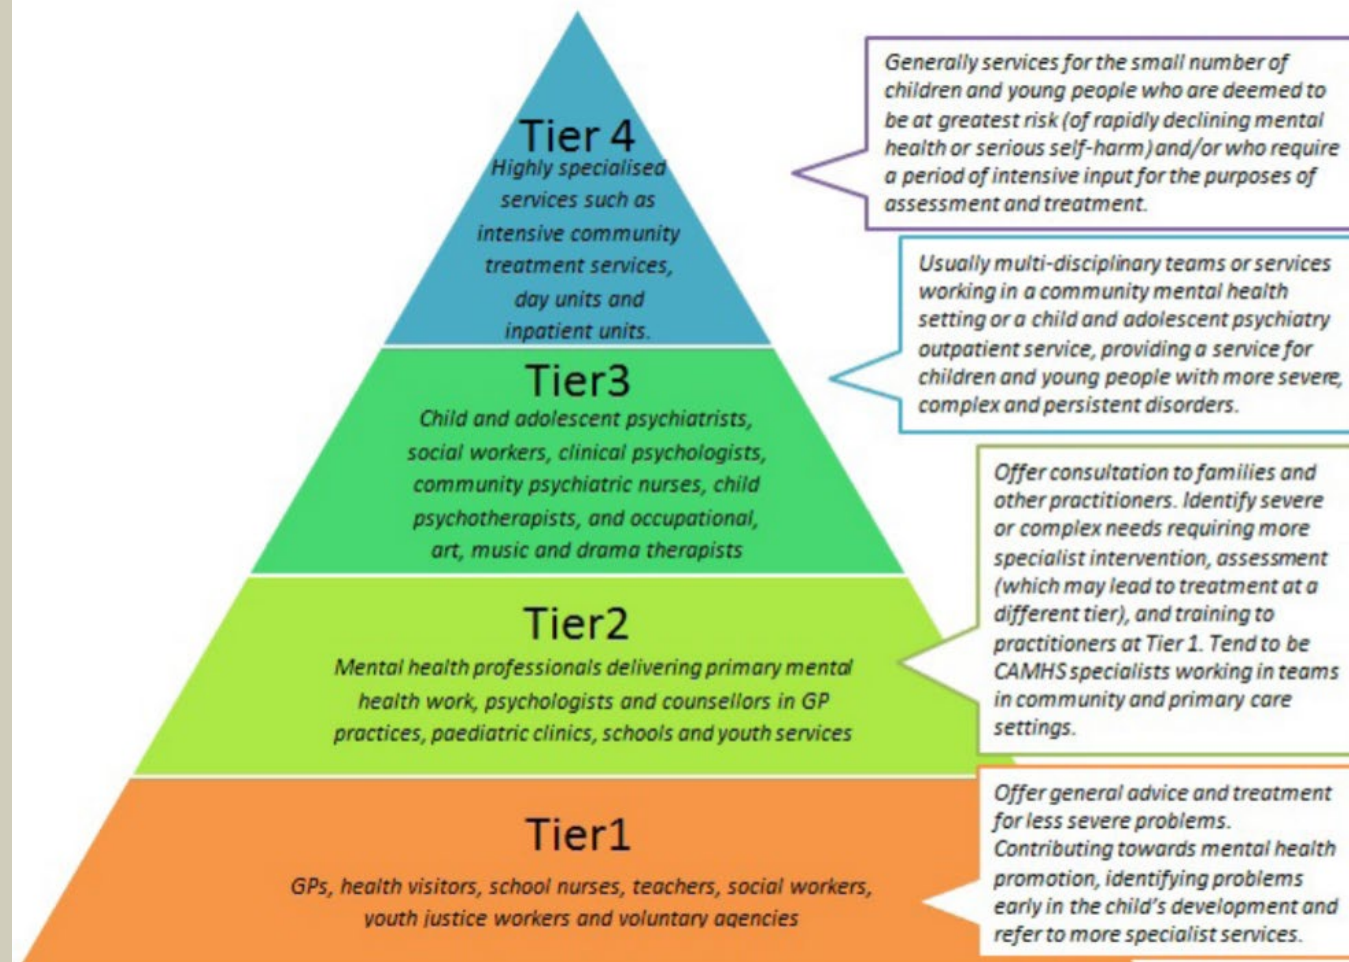 Tier 4
Highly specialised
services such as
intensive community
treatment services,
day units and
inpatient units.
Generally services for the small number of
children and young people who are deemed to
be at greatest risk (of rapidly declining mental
health or serious self-harm) and/or who require
a period of intensive input for the purposes of
assessment and treatment.
Tier3
Child and adolescent psychiatrists,
social workers, clinical psychologists,
community psychiatric nurses, child
psychotherapists, and occupational,
art, music and drama therapists
Usually multi-disciplinary teams or services
working in a community mental health
setting or a child and adolescent psychiatry
outpatient service, providing a service for
children and young people with more severe,
complex and persistent disorders.
Tier2
Mental health professionals delivering primary mental
health work, psychologists and counsellors in GP
practices, paediatric clinics, schools and youth services
Offer consultation to families and
other practitioners. Identify severe
or complex needs requiring more
specialist intervention, assessment
(which may lead to treatment at a
different tier), and training to
practitioners at Tier 1. Tend to be
CAMHS specialists working in teams
in community and primary care
settings.
Tier1
GPs, health visitors, school nurses, teachers, social workers,
youth justice workers and voluntary agencies
Offer general advice and treatment
for less severe problems.
Contributing towards mental health
promotion, identifying problems
early in the child's development and
refer to more specialist services.